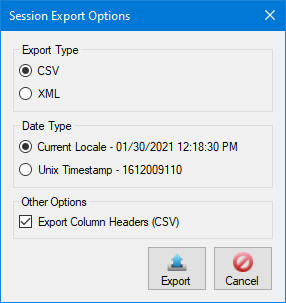 Session Export Options
Export Type
CSV
XML
Date Type
Current Locale - 01/30/2021 12:18:30 PM
Unix Timestamp - 1612009110
Other Options
Export Column Headers (CSV)
Export
Cancel